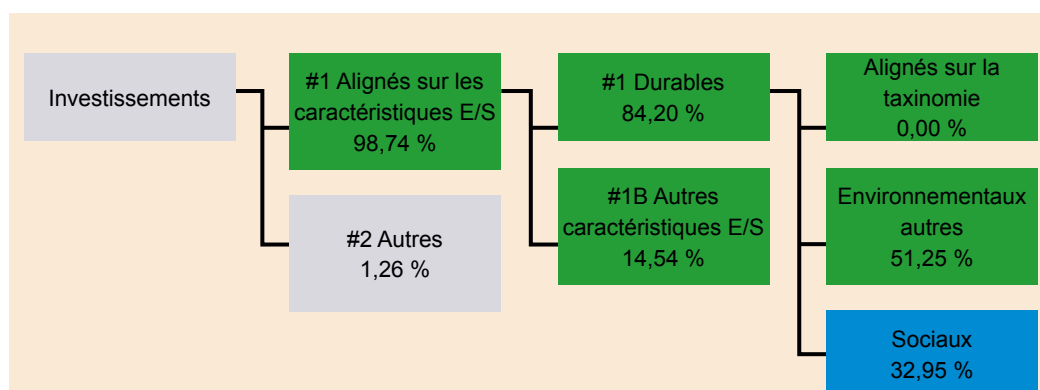 Investissements
#1 Alignés sur les
caractéristiques E/S
98,74 %
#2 Autres
1,26 %
#1 Durables
84,20 %
#1B Autres
caractéristiques E/S
14,54 %
Alignés sur la
taxinomie
0,00 %
Environnementaux
autres
51,25 %
Sociaux
32,95 %